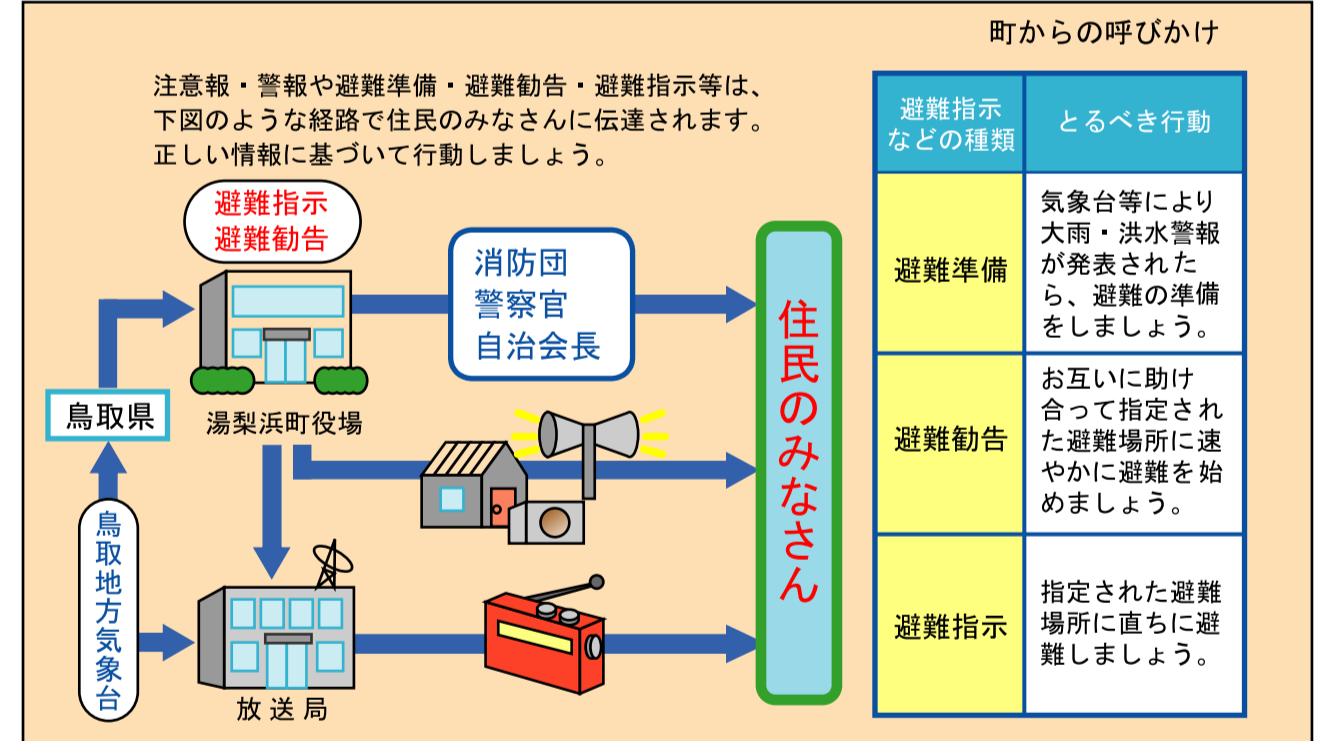 町からの呼びかけ
注意報・警報や避難準備・避難勧告・避難指示等は、
下図のような経路で住民のみなさんに伝達されます。
正しい情報に基づいて行動しましょう。
避難指示
避難勧告
消防団
警察官
自治会長
鳥取県
湯梨浜町役場
鳥取地方気象台
放送局
住民のみなさん
避難指示
などの種類
とるべき行動
避難準備
気象台等により
大雨・洪水警報
が発表された
ら、避難の準備
をしましょう。
避難勧告
お互いに助け
合って指定され
た避難場所に速
やかに避難を始
めましょう。
避難指示
指定された避難
場所に直ちに避
難しましょう。